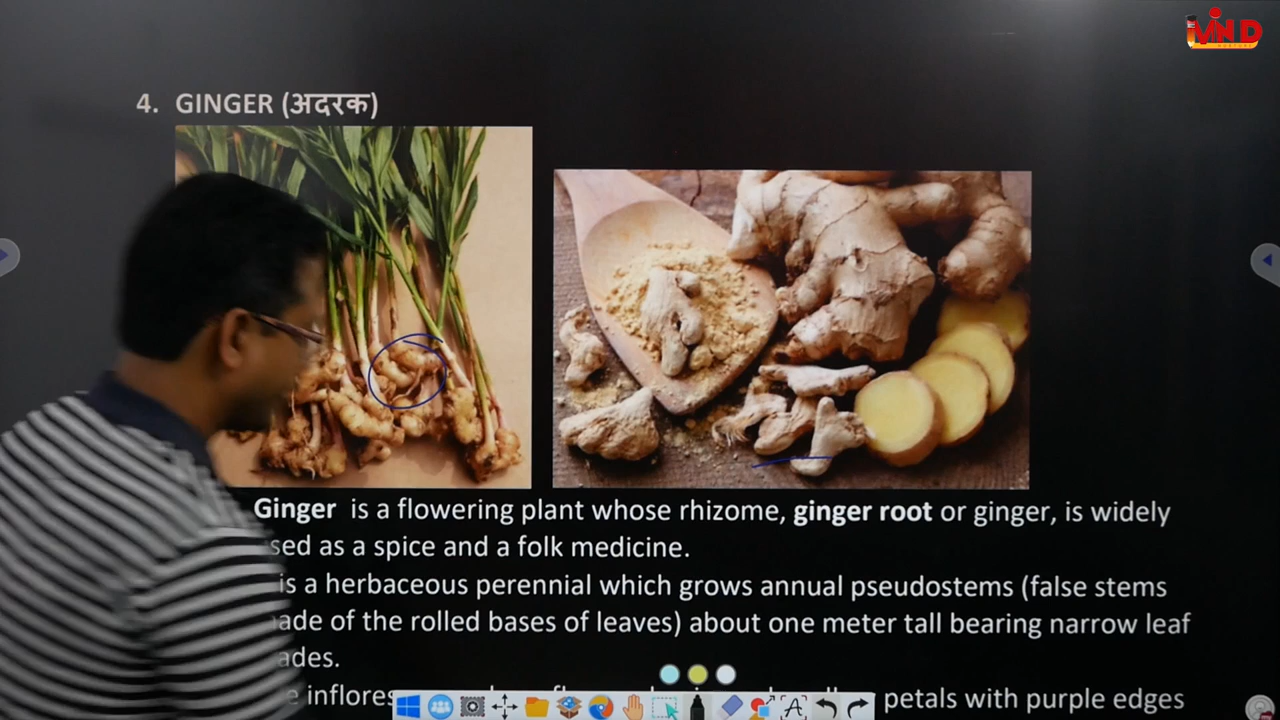 iMIND
4. GINGER (अदरक)
Ginger is a flowering plant whose rhizome, ginger root or ginger, is widely
sed as a spice and a folk medicine.
is a herbaceous perennial which grows annual pseudostems (false stems
ade of the rolled bases of leaves) about one meter tall bearing narrow leaf
ades.
e inflores petals with purple edges